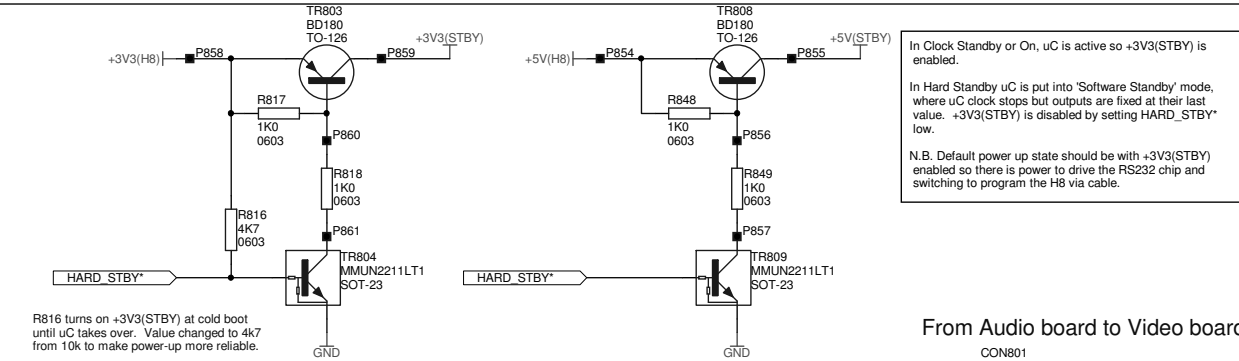 TR803
BD180
TO-126
+3V3(H8)
P858
P859
+3V3(STBY)
R817
1K0
0603
P860
R818
1K0
0603
R816
4K7
0603
P861
TR804
MMUN2211LT1
SOT-23
HARD_STBY*
GND
R816 turns on +3V3(STBY) at cold boot
until uC takes over. Value changed to 4k7
from 10k to make power-up more reliable.
TR808
BD180
TO-126
+5V(H8)
P854
P855
+5V(STBY)
R848
1K0
0603
P856
R849
1K0
0603
P857
TR809
MMUN2211LT1
SOT-23
HARD_STBY*
GND
In Clock Standby or On, uC is active so +3V3(STBY) is
enabled.
In Hard Standby uC is put into 'Software Standby' mode,
where uC clock stops but outputs are fixed at their last
value. +3V3(STBY) is disabled by setting HARD_STBY*
low.
N.B. Default power up state should be with +3V3(STBY)
enabled so there is power to drive the RS232 chip and
switching to program the H8 via cable.
From Audio board to Video board
CON801